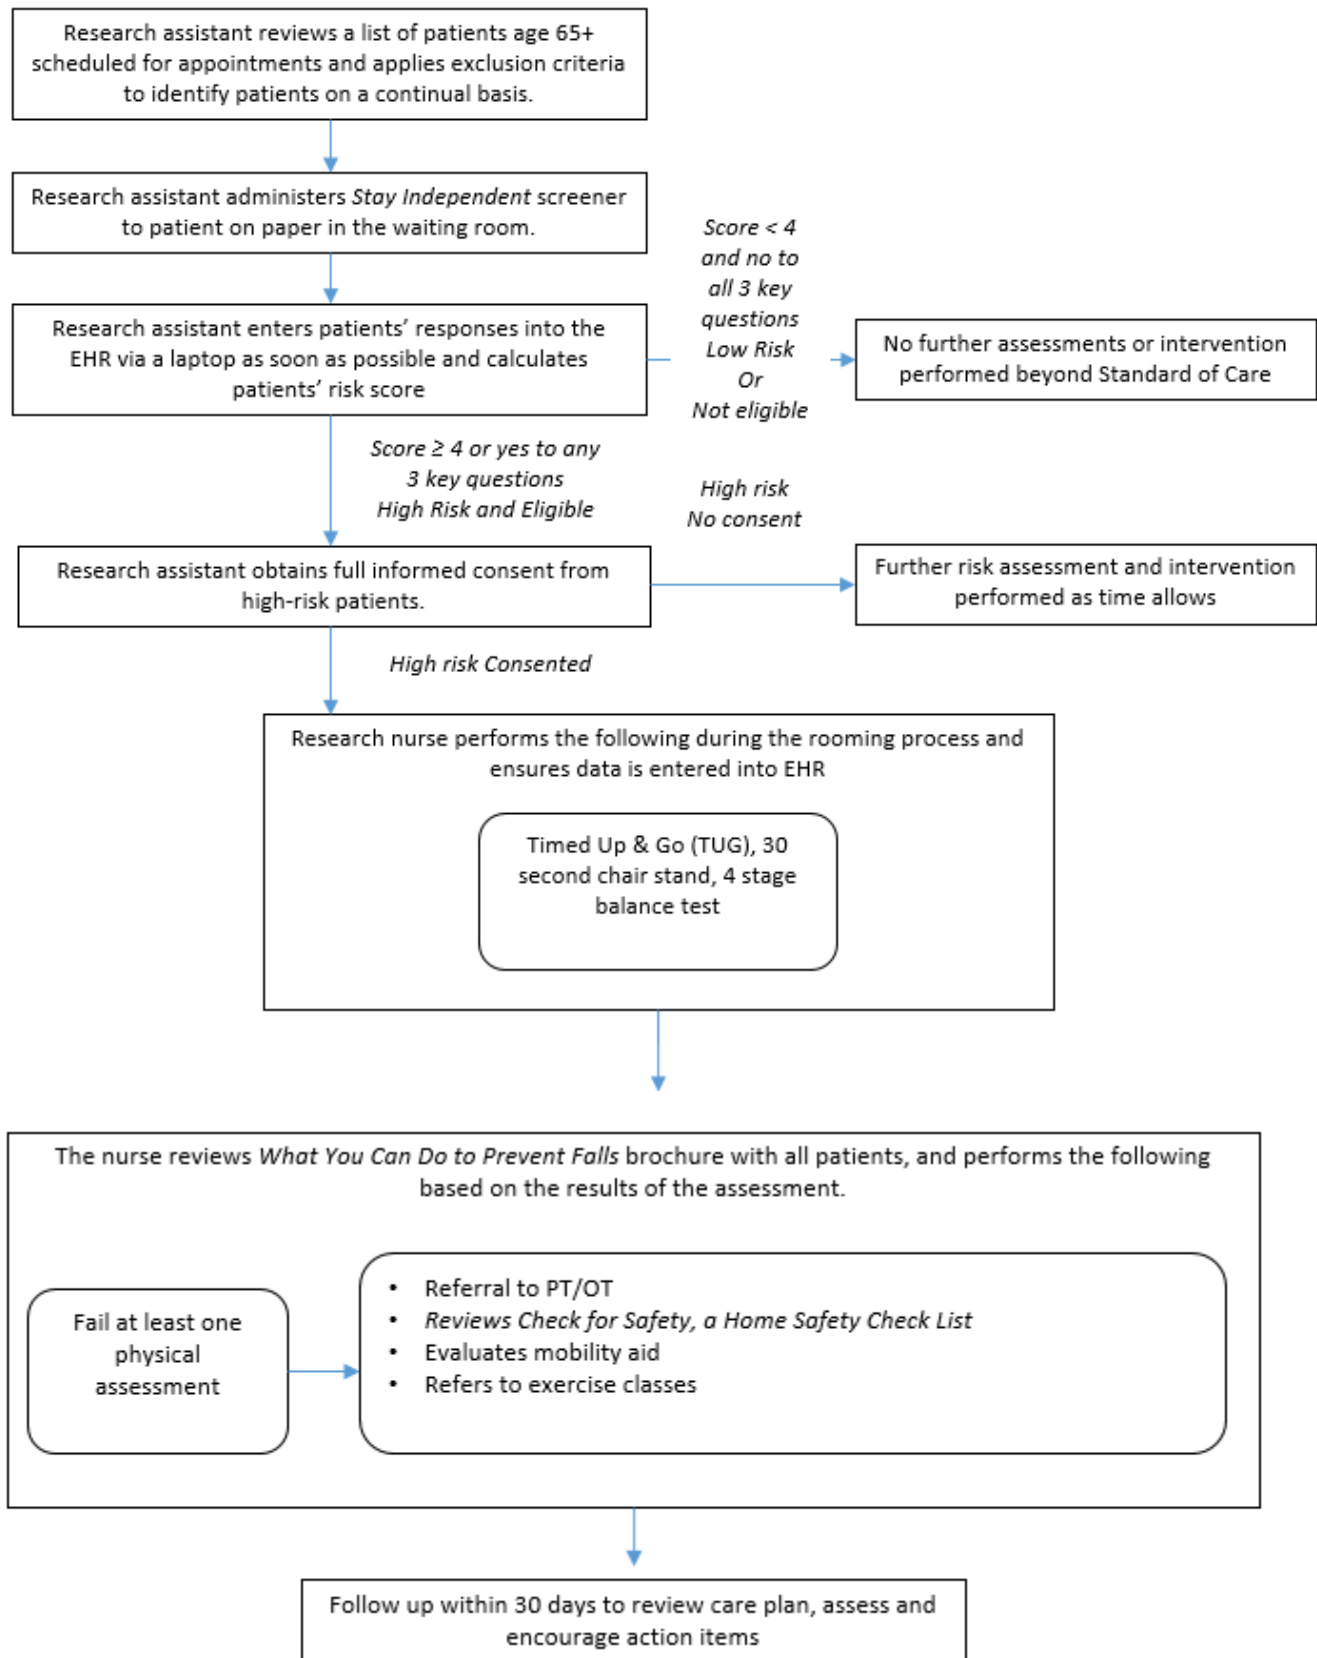 Research assistant reviews a list of patients age 65+
scheduled for appointments and applies exclusion criteria
to identify patients on a continual basis.
Research assistant administers Stay Independent screener
to patient on paper in the waiting room.
Research assistant enters patients’ responses into the
EHR via a laptop as soon as possible and calculates
patients’ risk score
Score < 4
and no to
all 3 key
questions
Low Risk
Or
Not eligible
No further assessments or intervention
performed beyond Standard of Care
Score ≥ 4 or yes to any
3 key questions
High Risk and Eligible
High risk
No consent
Research assistant obtains full informed consent from
high-risk patients.
Further risk assessment and intervention
performed as time allows
High risk Consented
Research nurse performs the following during the rooming process and
ensures data is entered into EHR
Timed Up & Go (TUG), 30
second chair stand, 4 stage
balance test
The nurse reviews What You Can Do to Prevent Falls brochure with all patients, and performs the following
based on the results of the assessment.
Fail at least one
physical
assessment
• Referral to PT/OT
• Reviews Check for Safety, a Home Safety Check List
• Evaluates mobility aid
• Refers to exercise classes
Follow up within 30 days to review care plan, assess and
encourage action items